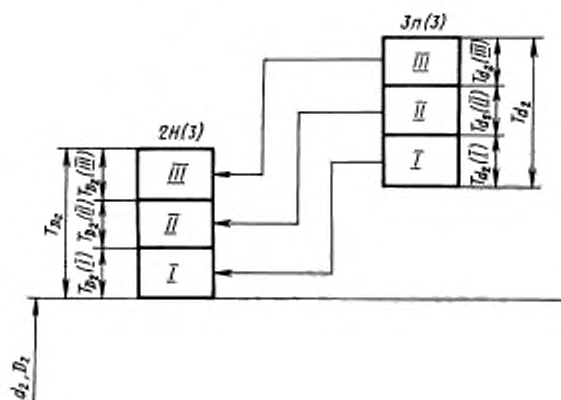 3п(3)
III
II
I
Td₂(III)
Td₂(II)
Td₂(I)
Td₂
2H(3)
III
II
I
TD₂(III)
TD₂(II)
TD₂(I)
TD₂
d₂, D₂